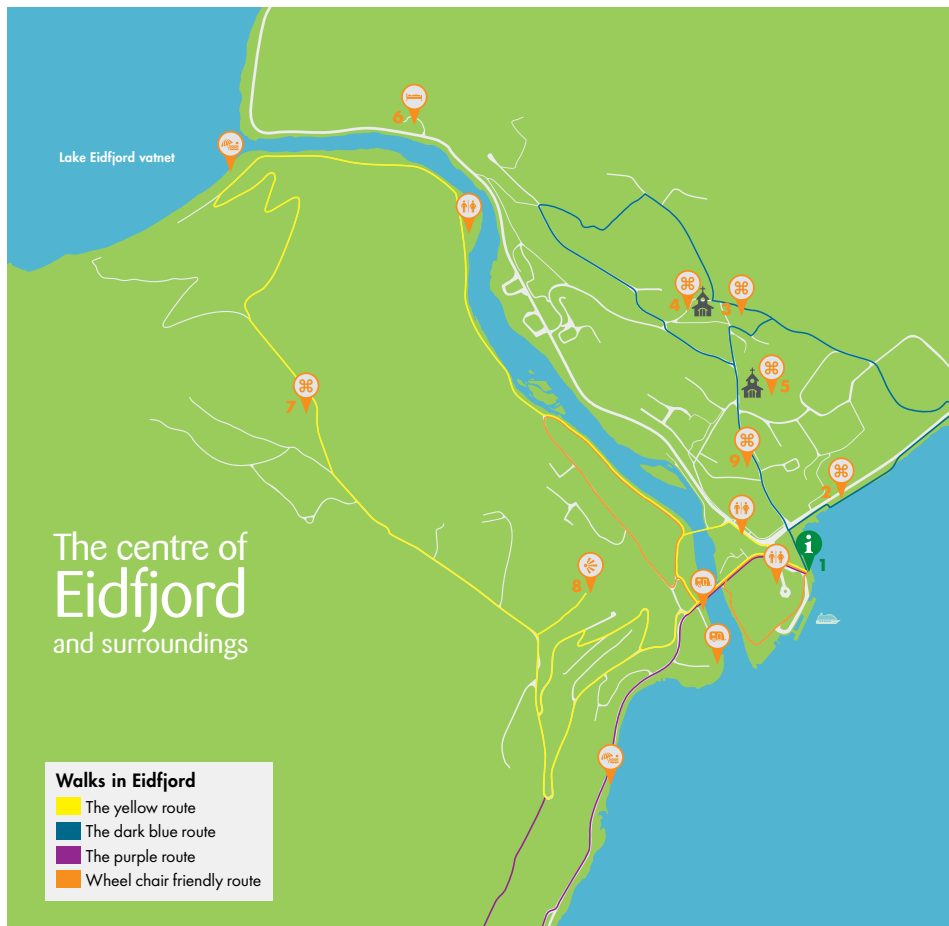 6
Lake Eidfjord vatnet
4
3
5
7
9
2
The centre of
Eidfjord
and surroundings
8
i
1
Walks in Eidfjord
The yellow route
The dark blue route
The purple route
Wheel chair friendly route